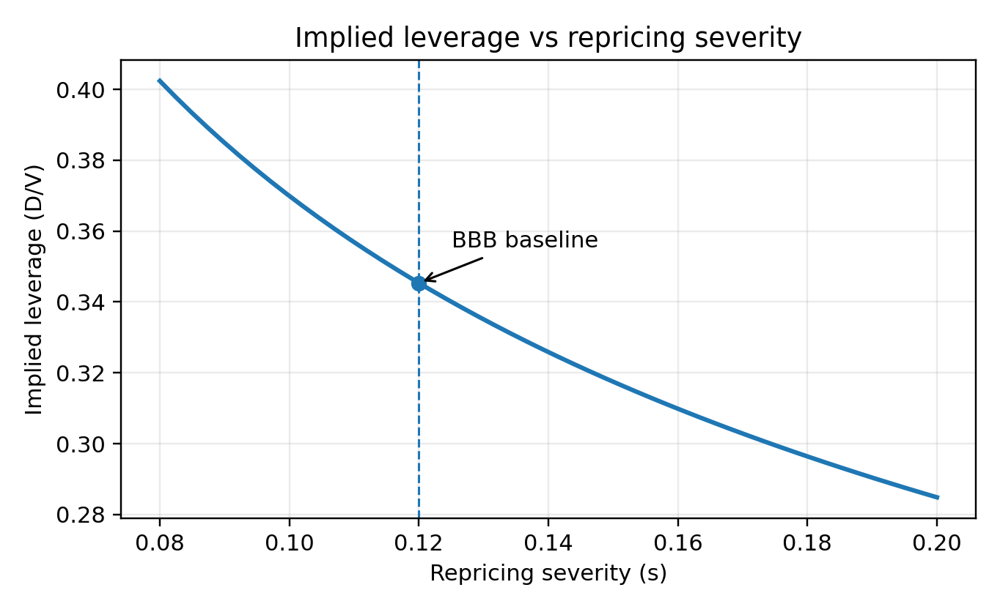 Implied leverage vs repricing severity
Implied leverage (D/V)
0.40
0.38
0.36
0.34
0.32
0.30
0.28
BBB baseline
0.08 0.10 0.12 0.14 0.16 0.18 0.20
Repricing severity (s)